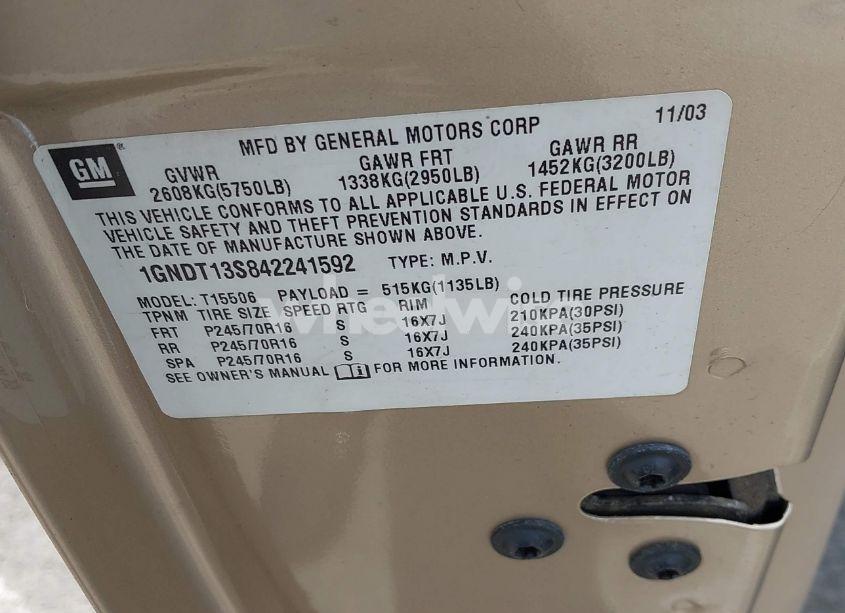 11/03
GM ®
MFD BY GENERAL MOTORS CORP
GVWR GAWR FRT GAWR RR
2608KG(5750LB) 1338KG(2950LB) 1452KG(3200LB)
THIS VEHICLE CONFORMS TO ALL APPLICABLE U.S. FEDERAL MOTOR
VEHICLE SAFETY AND THEFT PREVENTION STANDARDS IN EFFECT ON
THE DATE OF MANUFACTURE SHOWN ABOVE.
1GNDT13S842241592 TYPE: M.P.V.
MODEL: T15506 PAYLOAD = 515KG(1135LB)
TPNM TIRE SIZE SPEED RTG RIM COLD TIRE PRESSURE
FRT P245/70R16 S 16X7J 210KPA(30PSI)
RR P245/70R16 S 16X7J 240KPA(35PSI)
SPA P245/70R16 S 16X7J 240KPA(35PSI)
SEE OWNER'S MANUAL FOR MORE INFORMATION.